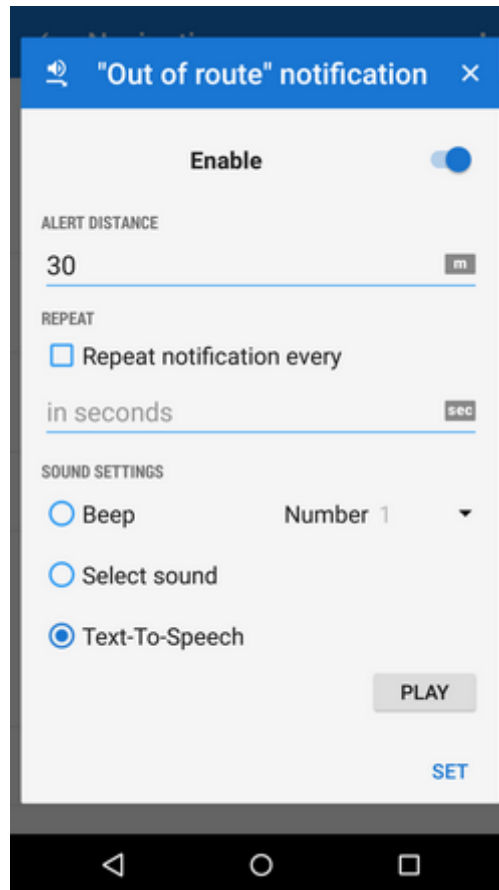 "Out of route" notification
Enable
ALERT DISTANCE
30 m
REPEAT
Repeat notification every
in seconds sec
SOUND SETTINGS
Beep Number 1
Select sound
Text-To-Speech
PLAY
SET